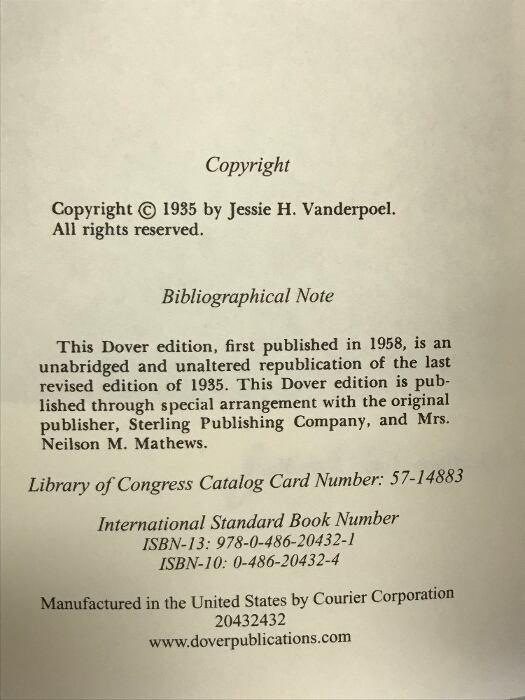 Copyright
Copyright © 1935 by Jessie H. Vanderpoel.
All rights reserved.
Bibliographical Note
This Dover edition, first published in 1958, is an
unabridged and unaltered republication of the last
revised edition of 1935. This Dover edition is pub-
lished through special arrangement with the original
publisher, Sterling Publishing Company, and Mrs.
Neilson M. Mathews.
Library of Congress Catalog Card Number: 57-14883
International Standard Book Number
ISBN-13: 978-0-486-20432-1
ISBN-10: 0-486-20432-4
Manufactured in the United States by Courier Corporation
20432432
www.doverpublications.com